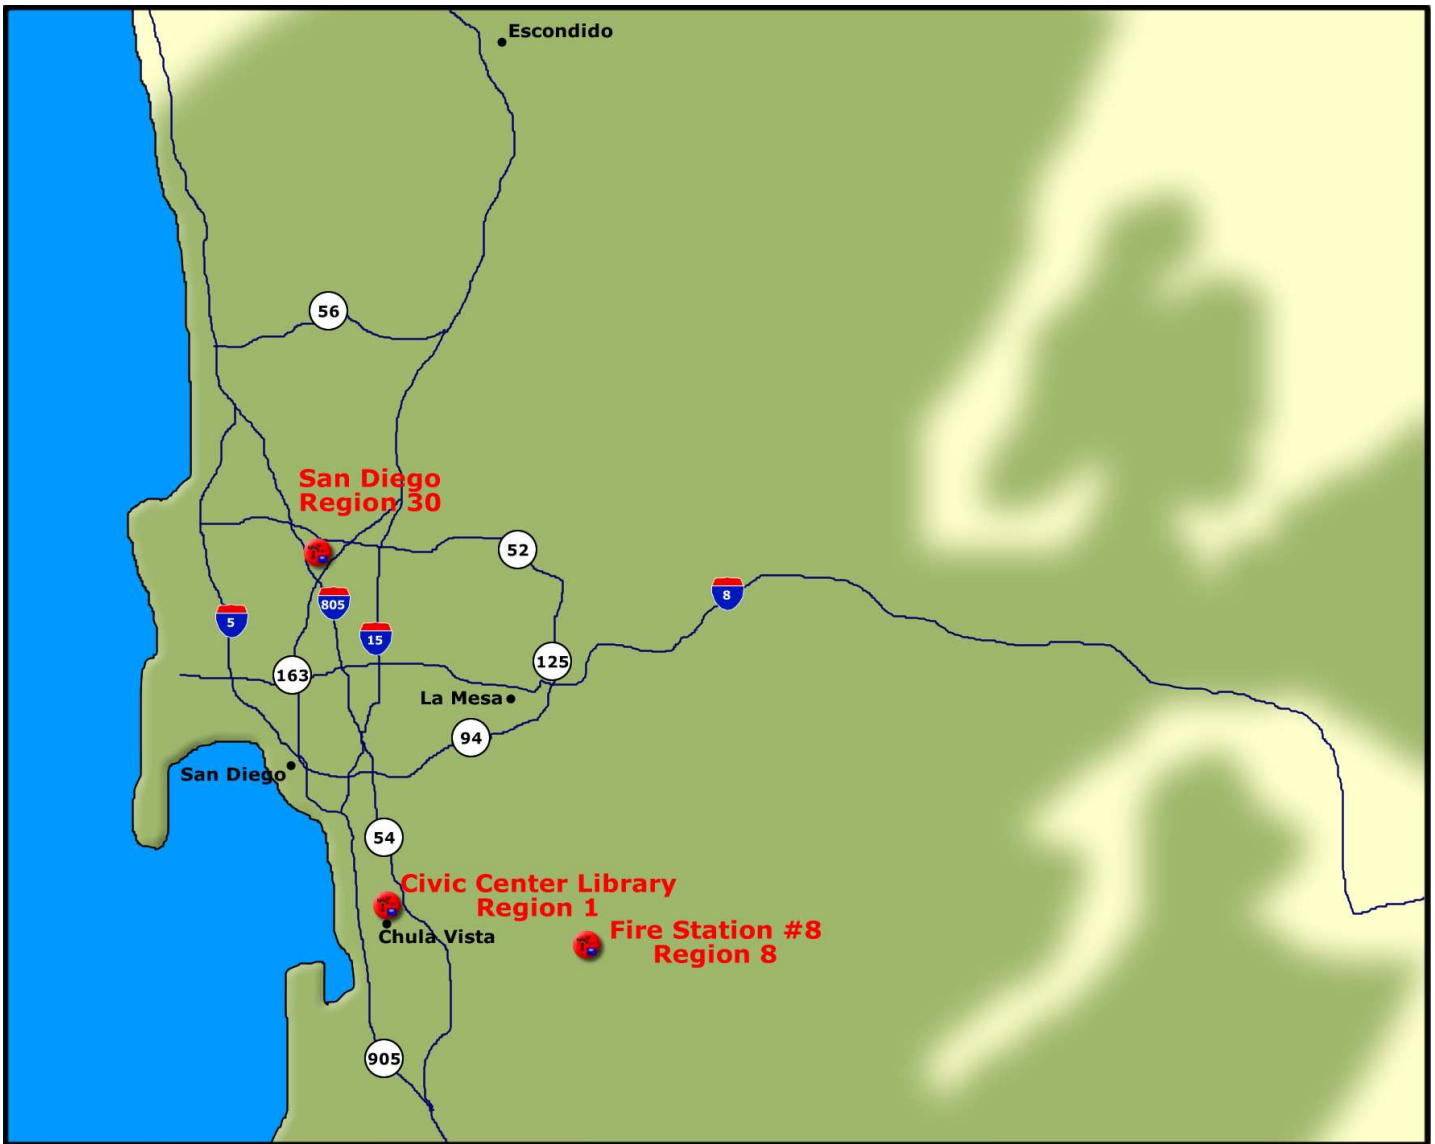 Escondido
56
San Diego
Region 30
52
8
805
5
15
125
163
La Mesa
94
San Diego
54
Civic Center Library
Region 1
Fire Station #8
Region 8
Chula Vista
905